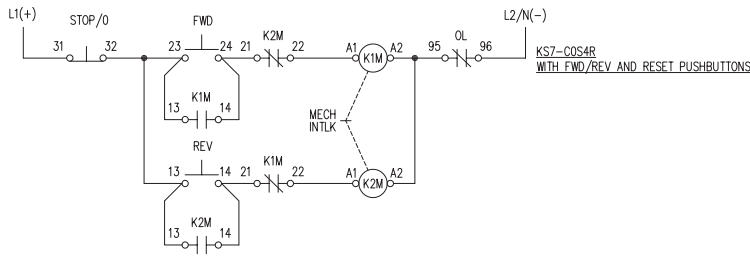 L1(+)
STOP/0
FWD
L2/N(-)
31
32
23
24
K2M
21
22
A1
K1M
A2
OL
95
96
KS7-C0S4R
WITH FWD/REV AND RESET PUSHBUTTONS
K1M
13
14
MECH
INTLK
REV
13
14
K1M
21
22
A1
K2M
A2
K2M
13
14